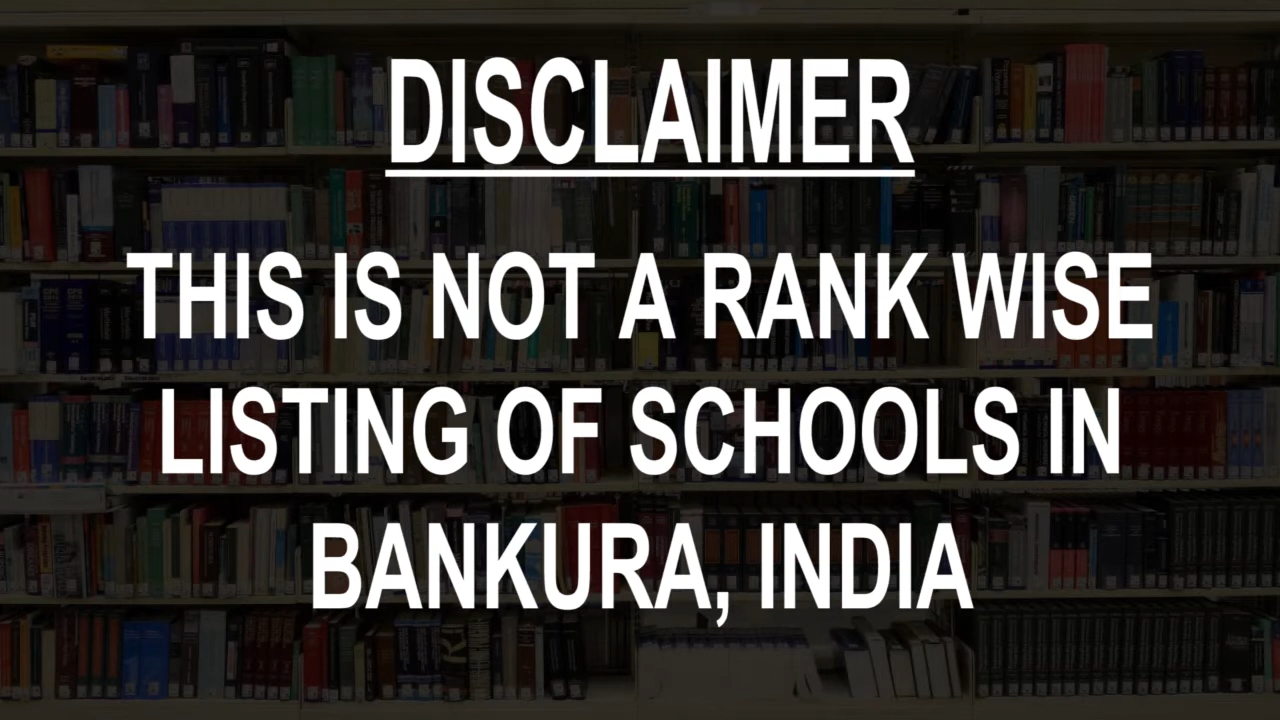 DISCLAIMER
THIS IS NOT A RANK WISE
LISTING OF SCHOOLS IN
BANKURA, INDIA